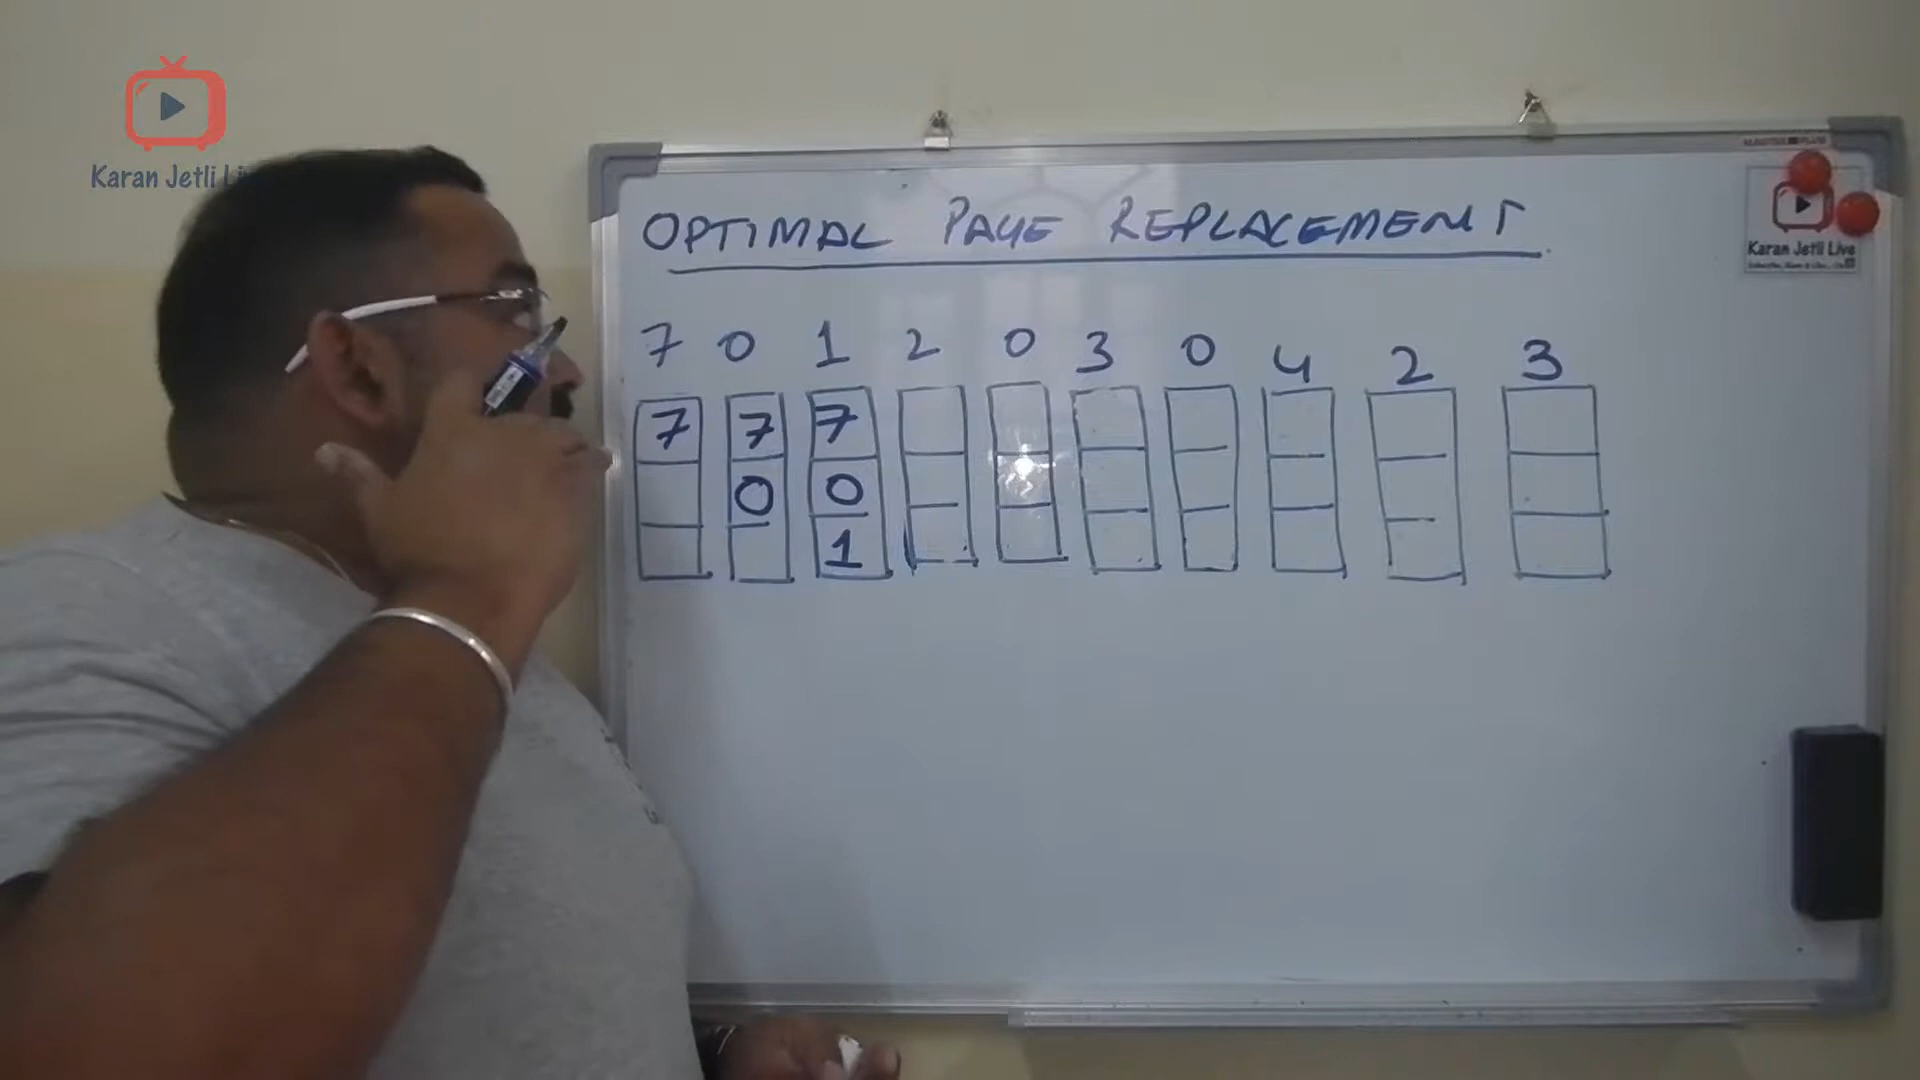 Karan Jetli Li
OPTIMAL PAGE REPLACEMENT
Karan Jetli Live
7 0 1 2 0 3 0 4 2 3
7 7 7
0 0
1